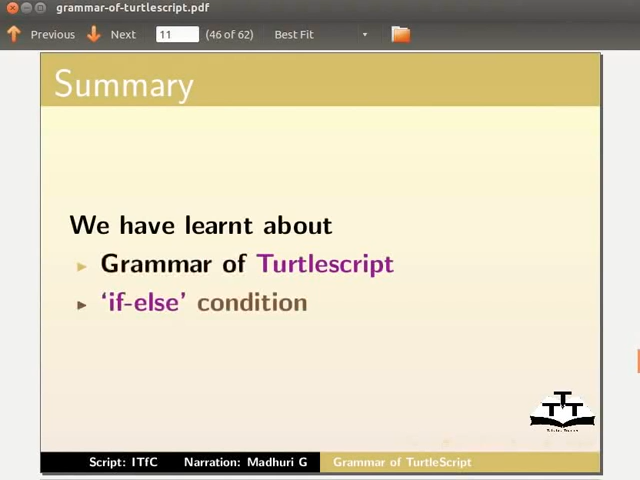 grammar-of-turtlescript.pdf
Previous Next 11 (46 of 62) Best Fit
Summary
We have learnt about
Grammar of Turtlescript
‘if-else’ condition
TTT
Script: ITfC Narration: Madhuri G Grammar of TurtleScript